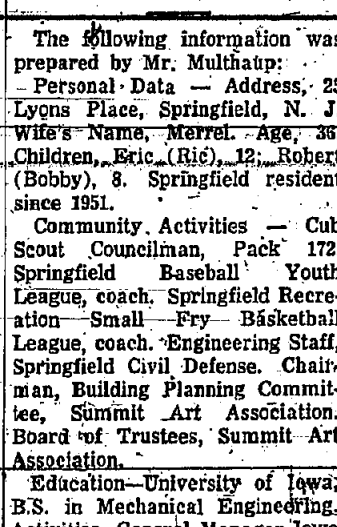 The following information was
prepared by Mr. Multhaup:
Personal Data — Address, 23
Lyons Place, Springfield, N. J.
Wife's Name, Merrel. Age, 36.
Children, Eric (Ric), 12; Robert
(Bobby), 8. Springfield resident
since 1951.
Community Activities — Cub
Scout Councilman, Pack 172
Springfield Baseball Youth
League, coach. Springfield Recre-
ation Small Fry Basketball
League, coach. Engineering Staff,
Springfield Civil Defense. Chair-
man, Building Planning Commit-
tee, Summit Art Association.
Board of Trustees, Summit Art
Association.
Education—University of Iowa;
B.S. in Mechanical Engineering.